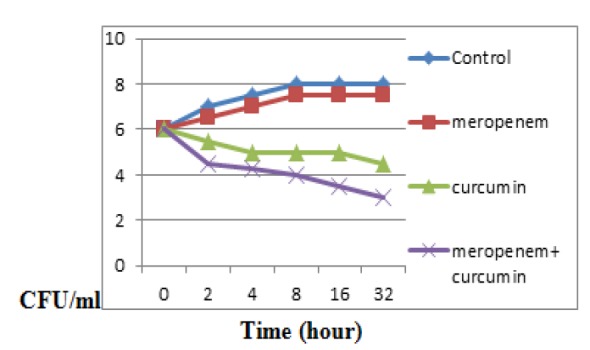 10
8
6
4
2
0
CFU/ml
0 2 4 8 16 32
Time (hour)
Control
meropenem
curcumin
meropenem+
curcumin